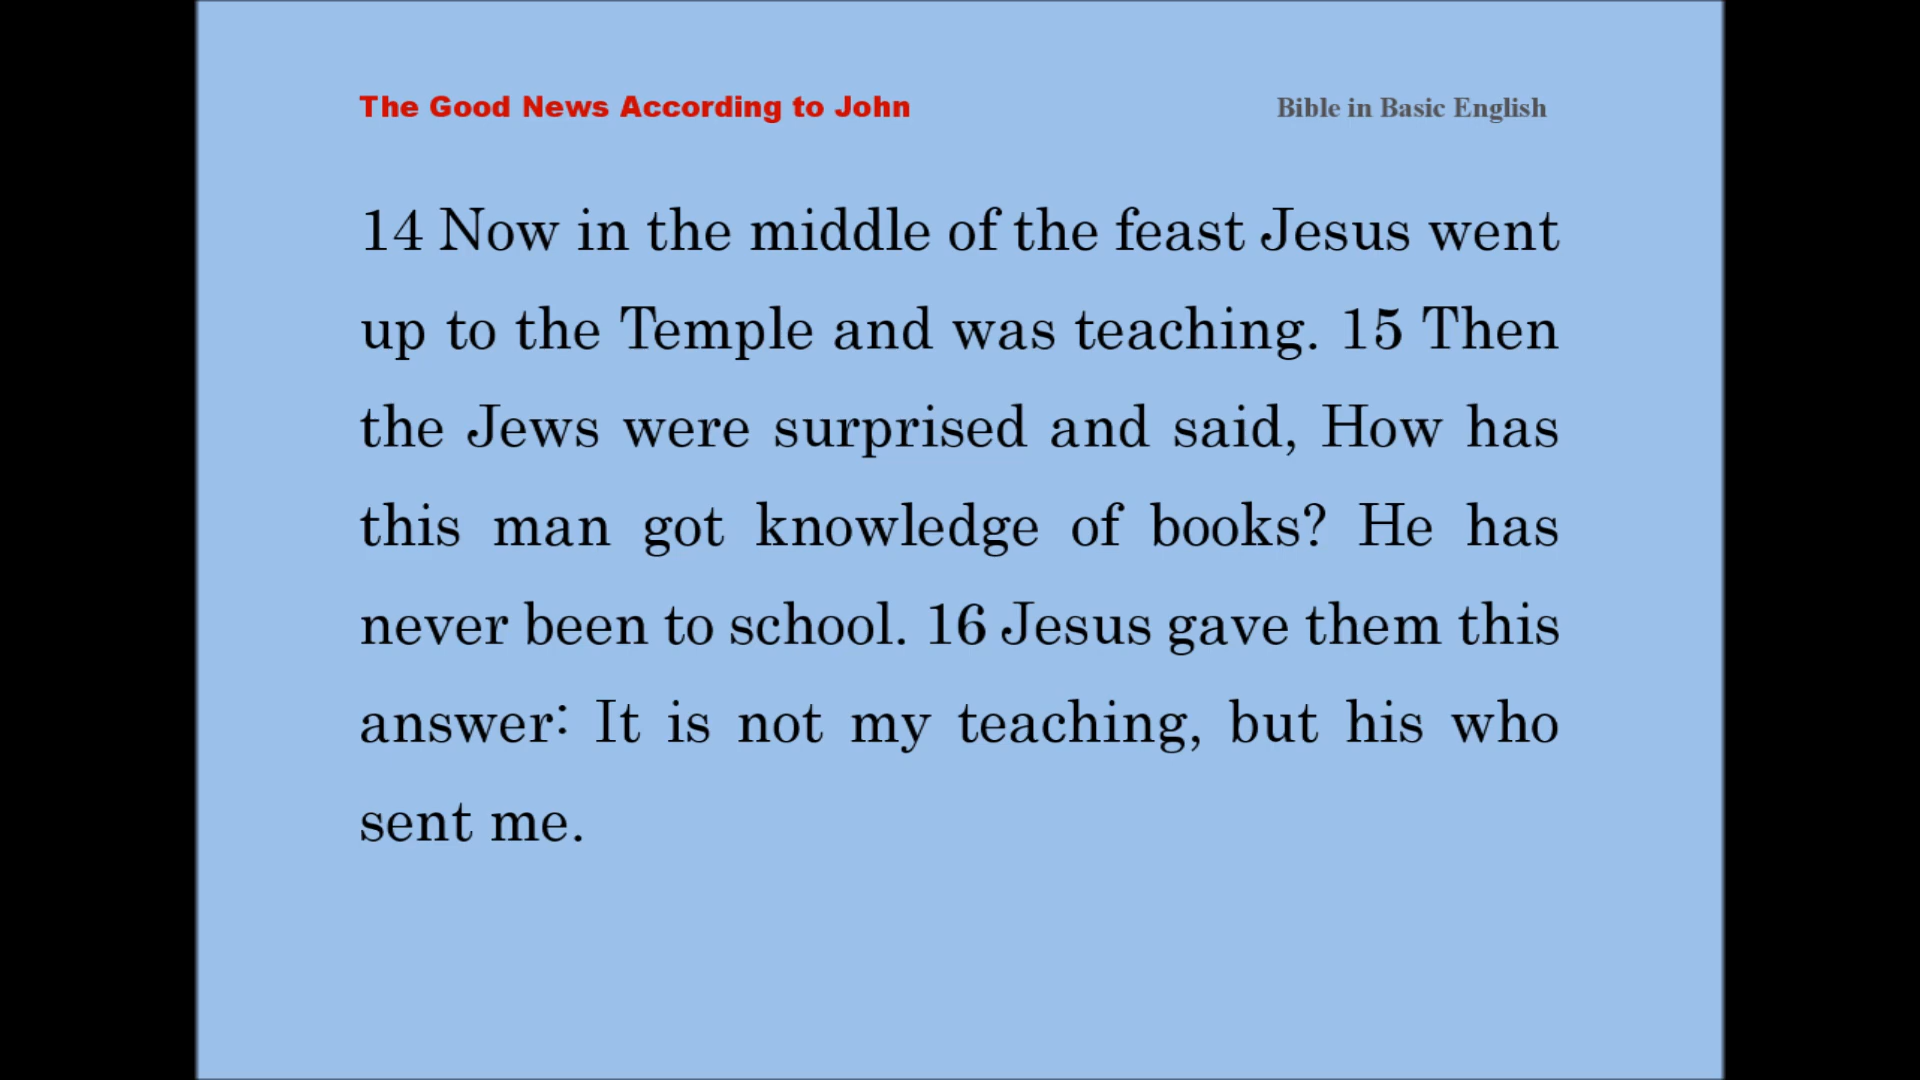 The Good News According to John
Bible in Basic English
14 Now in the middle of the feast Jesus went
up to the Temple and was teaching. 15 Then
the Jews were surprised and said, How has
this man got knowledge of books? He has
never been to school. 16 Jesus gave them this
answer: It is not my teaching, but his who
sent me.